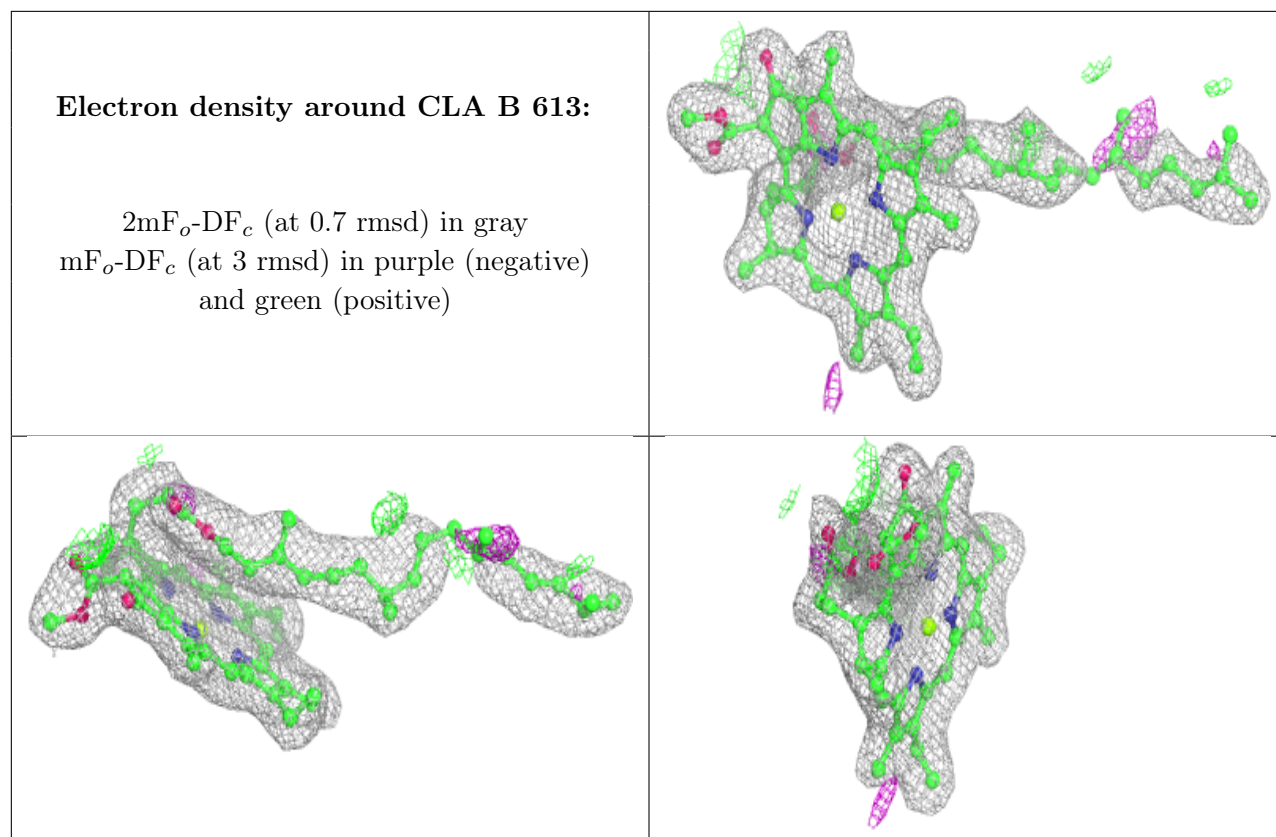 Electron density around CLA B 613:
2mFₒ-DF𝒸 (at 0.7 rmsd) in gray
mFₒ-DF𝒸 (at 3 rmsd) in purple (negative)
and green (positive)